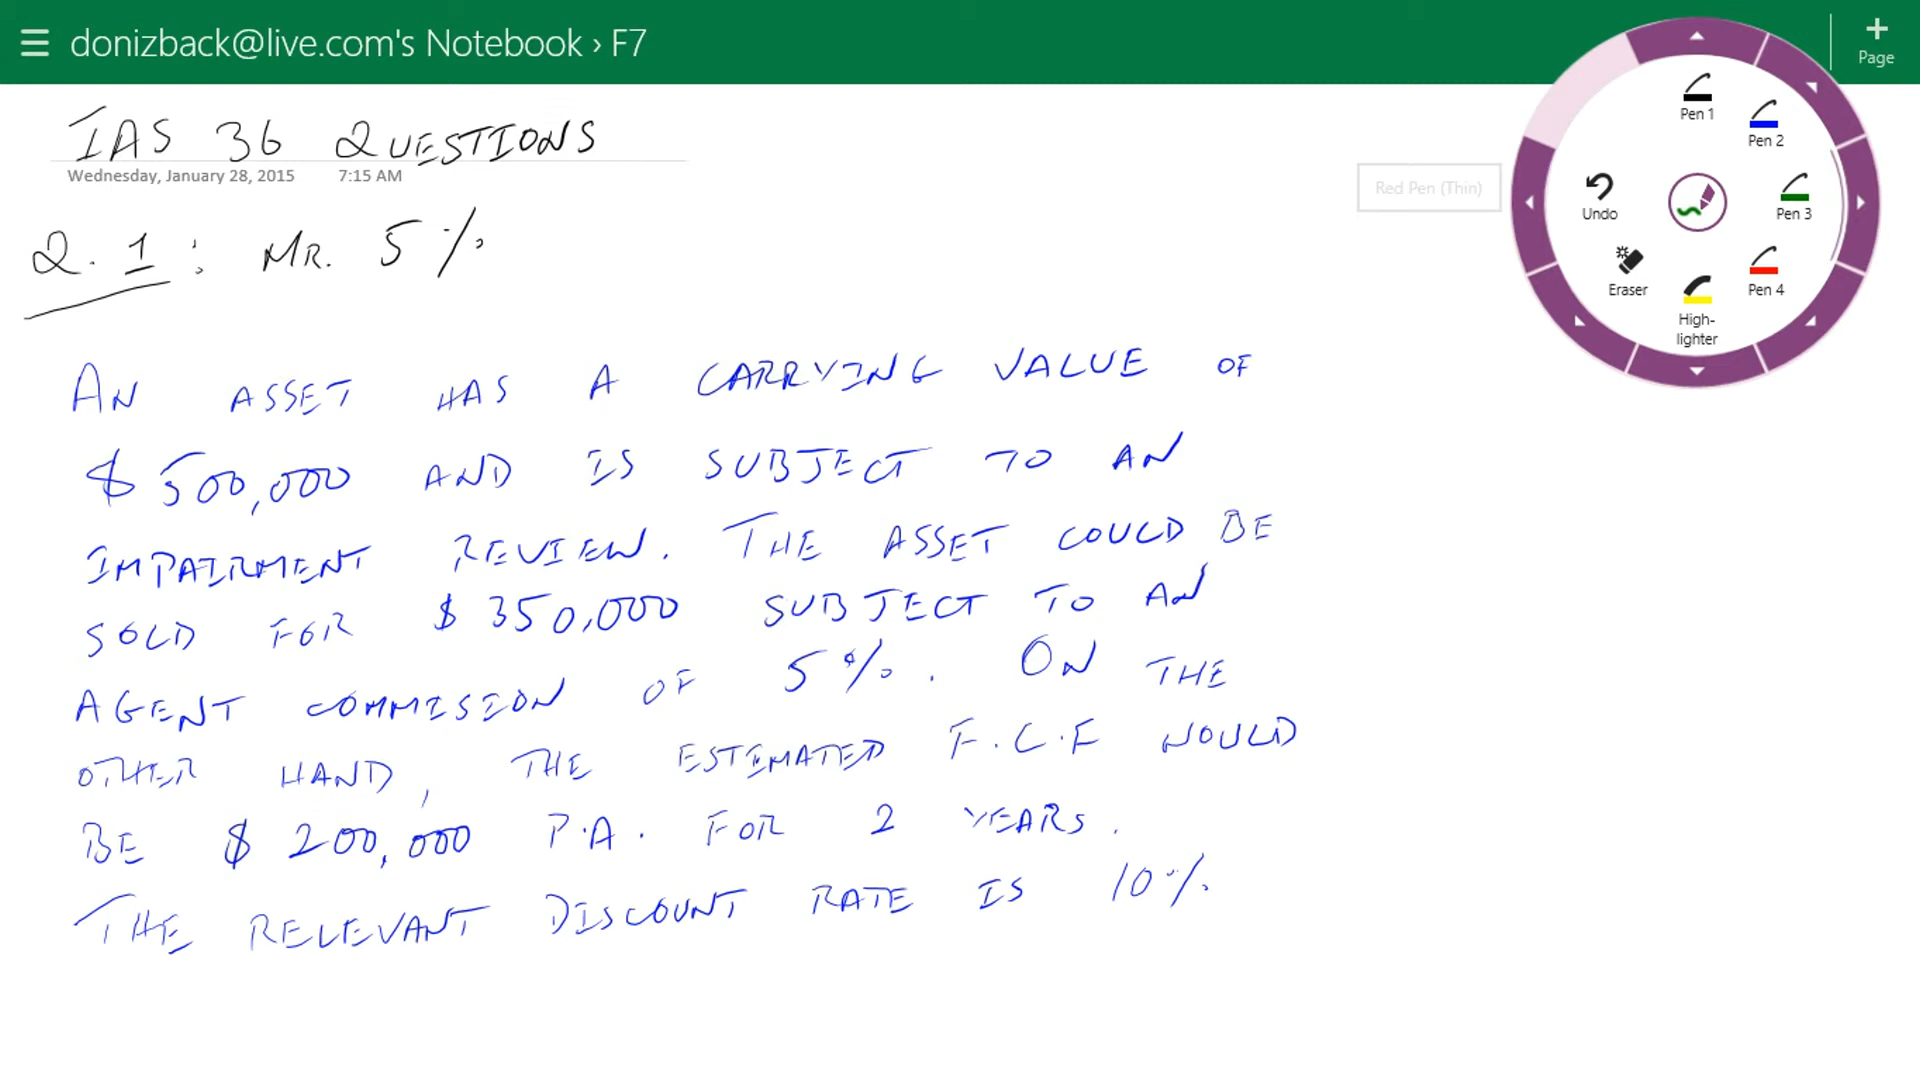 donizback@live.com's Notebook › F7
Page
IAS 36 QUESTIONS
Wednesday, January 28, 2015 7:15 AM
Red Pen (Thin)
Pen 1
Pen 2
Undo
Pen 3
Eraser
Pen 4
High-
lighter
Q. 1 : MR. 5%
AN ASSET HAS A CARRYING VALUE OF
$ 500,000 AND IS SUBJECT TO AN
IMPAIRMENT REVIEW. THE ASSET COULD BE
SOLD FOR $ 350,000 SUBJECT TO AN
AGENT COMMISION OF 5%. ON THE
OTHER HAND, THE ESTIMATED F.C.F WOULD
BE $ 200,000 P.A. FOR 2 YEARS.
THE RELEVANT DISCOUNT RATE IS 10%